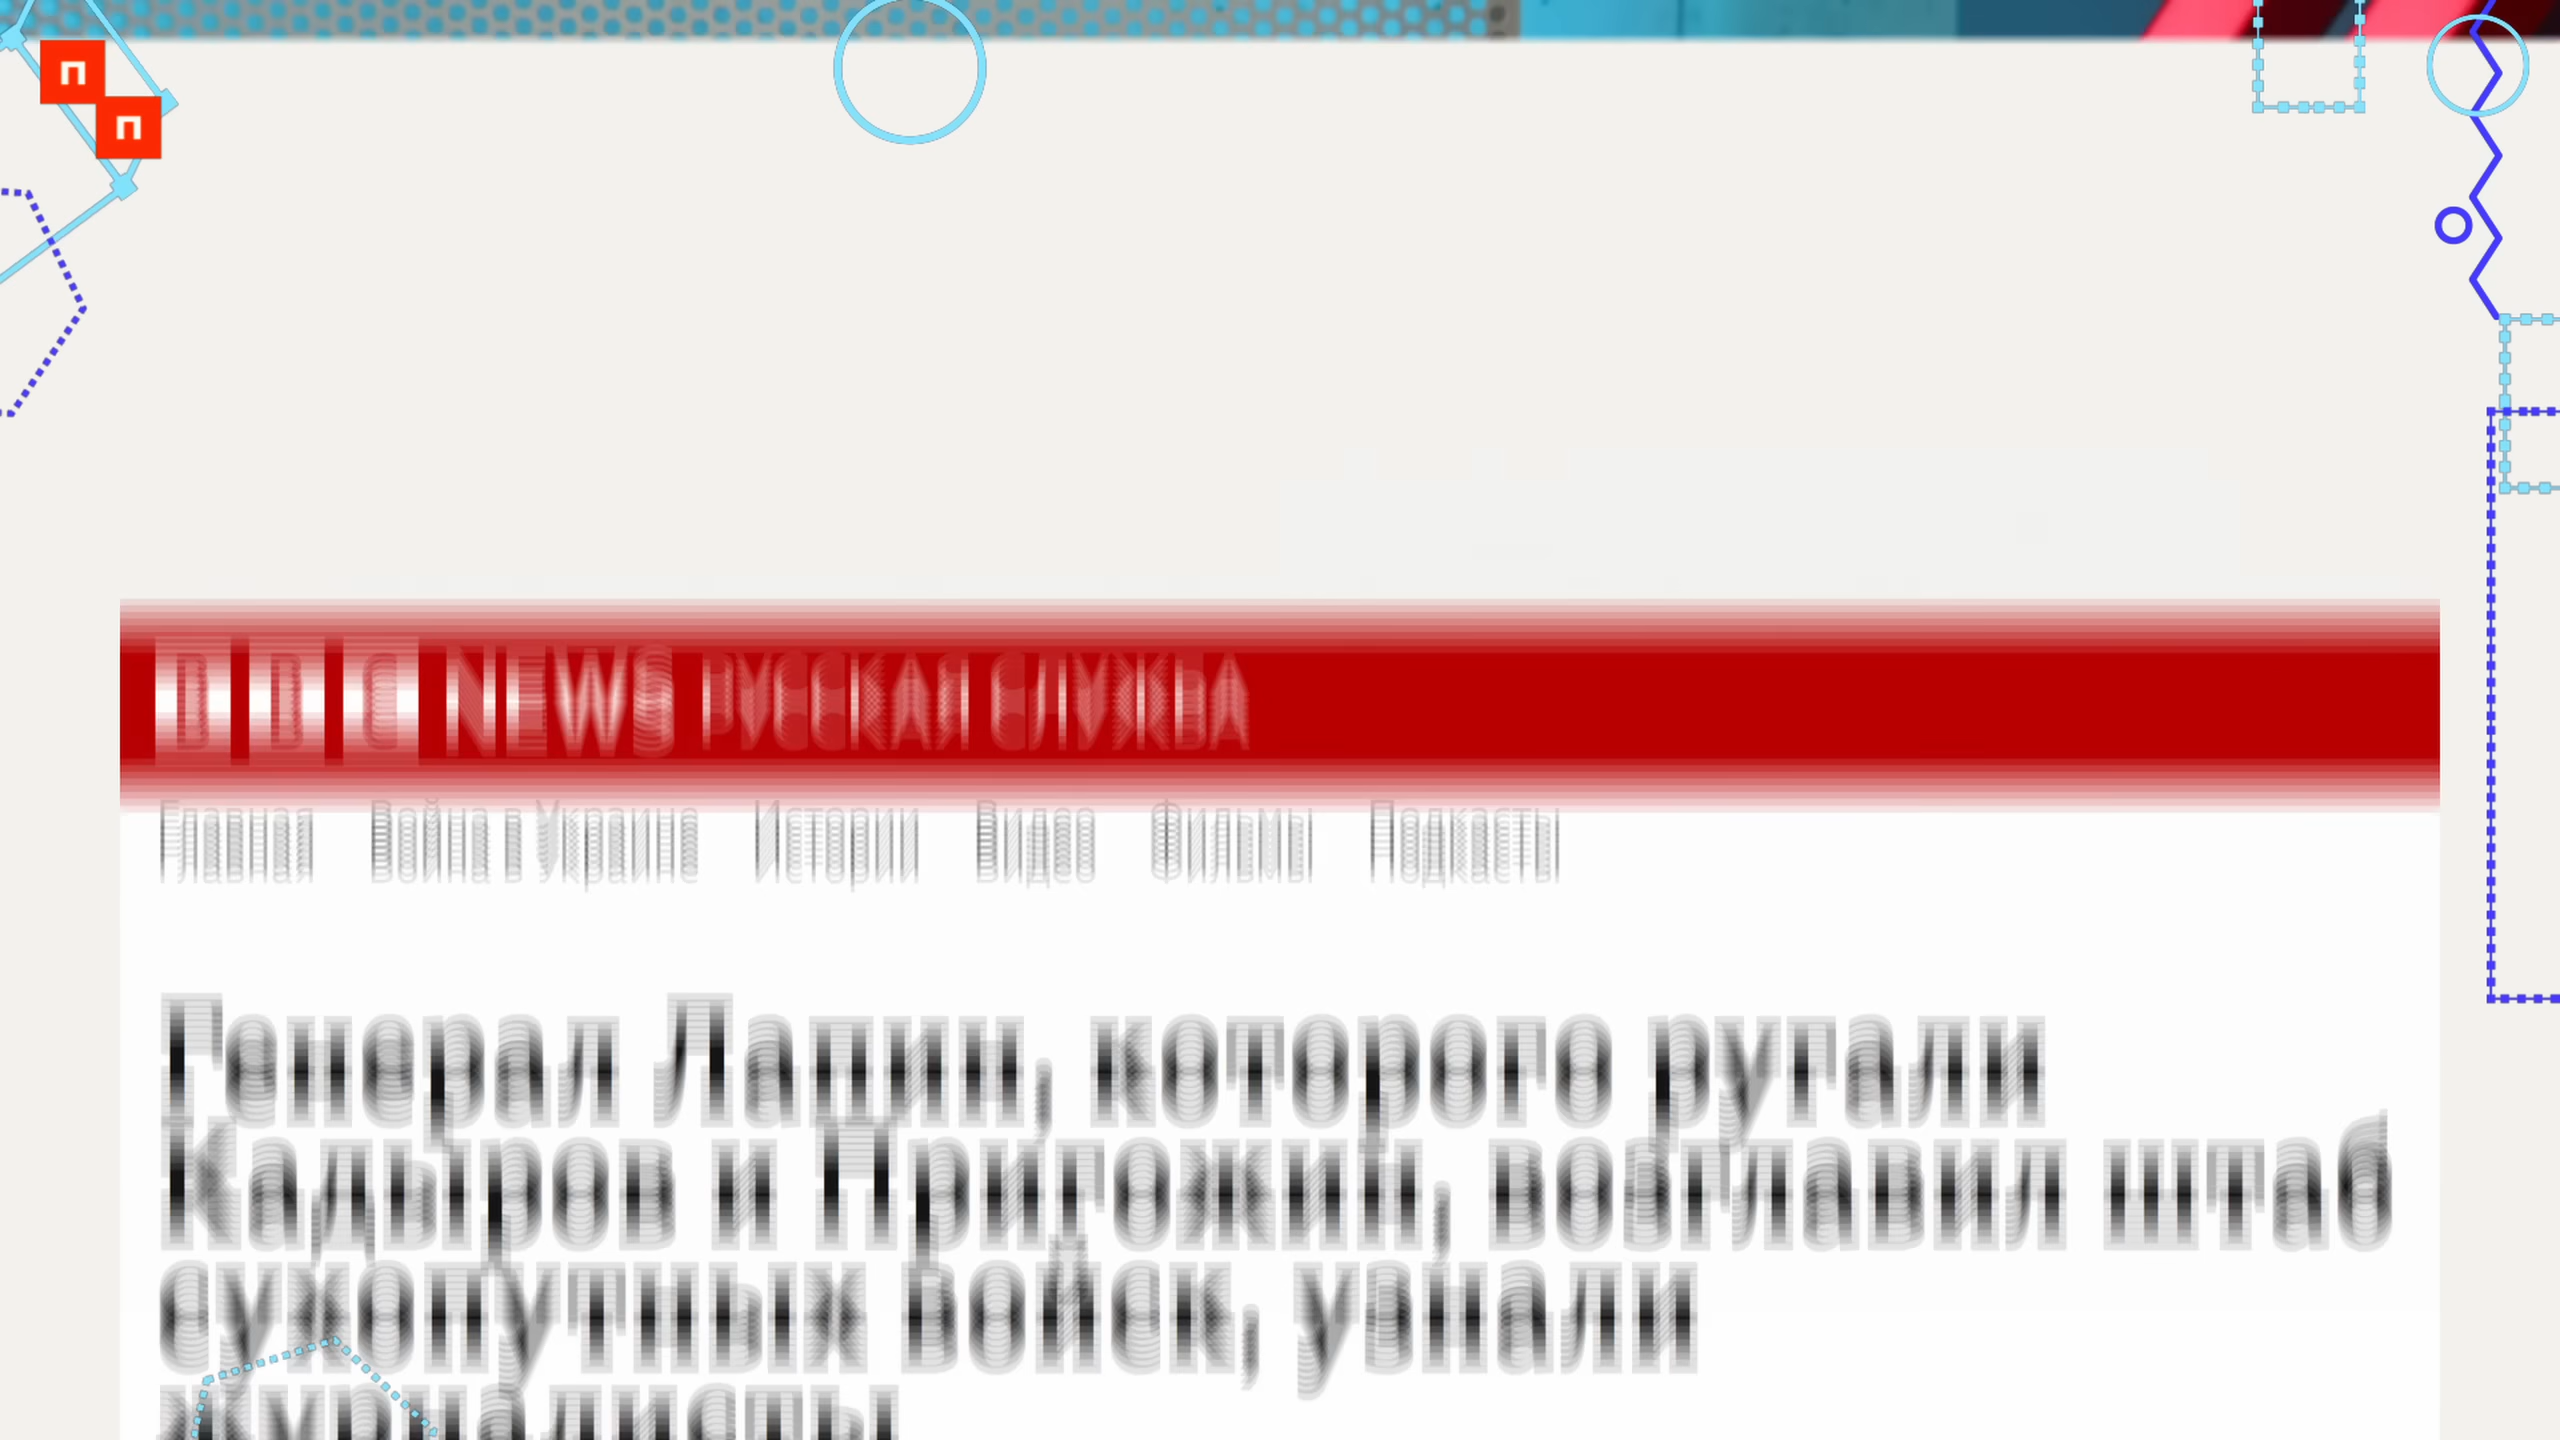 п
п
BBC NEWS РУССКАЯ СЛУЖБА
Главная Война в Украине Истории Видео Фильмы Подкасты
Генерал Лапин, которого ругали
Кадыров и Пригожин, возглавил штаб
сухопутных войск, узнали
журналисты